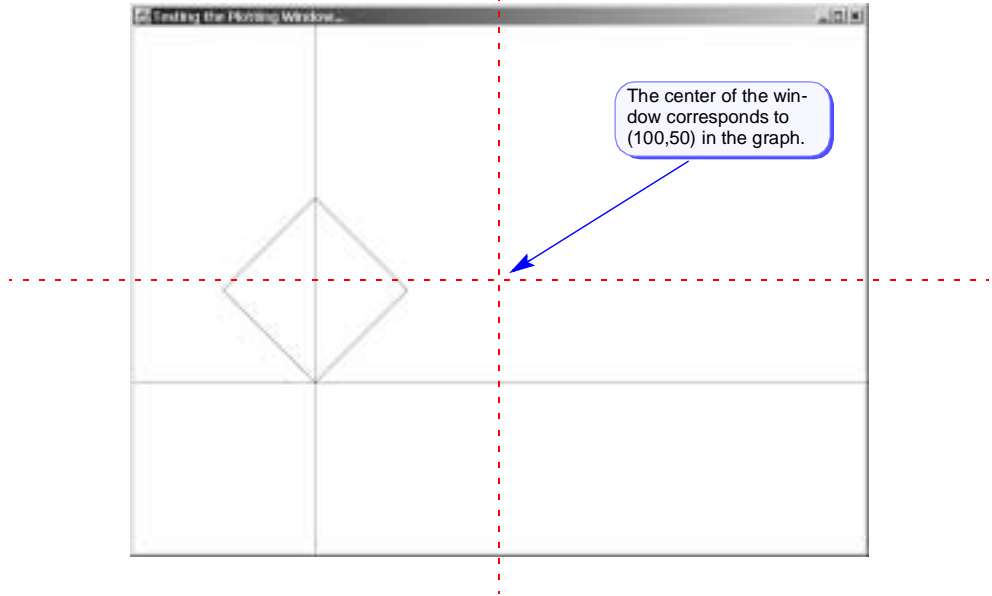 Testing the Plotting Window...
The center of the win-
dow corresponds to
(100,50) in the graph.